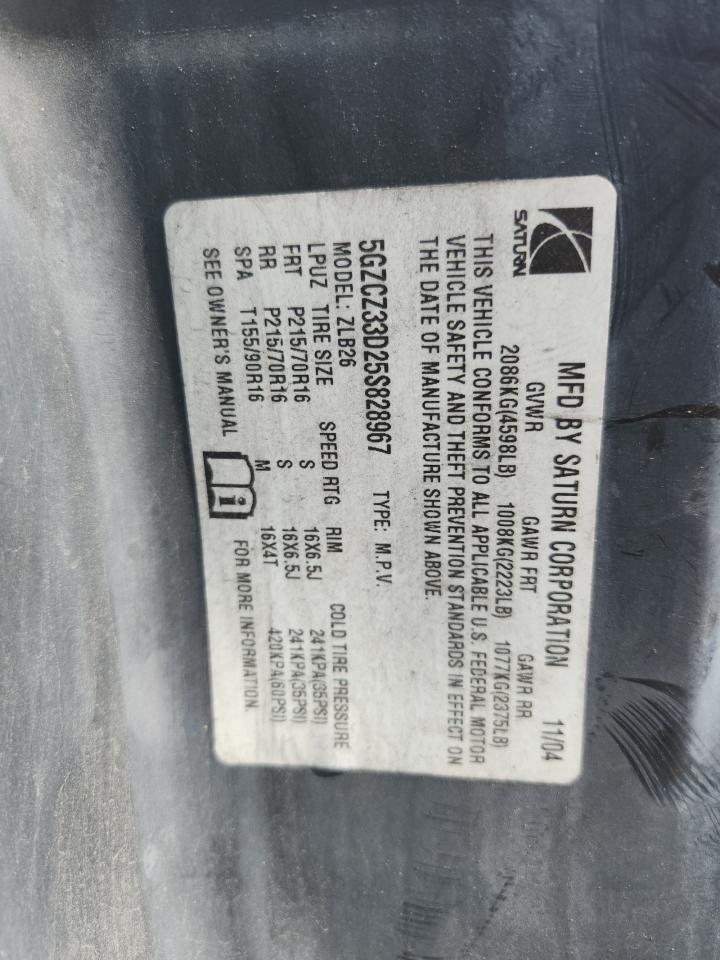 SATURN
MFD BY SATURN CORPORATION 11/04
GVWR GAWR FRT GAWR RR
2086KG(4598LB) 1008KG(2223LB) 1077KG(2375LB)
THIS VEHICLE CONFORMS TO ALL APPLICABLE U.S. FEDERAL MOTOR
VEHICLE SAFETY AND THEFT PREVENTION STANDARDS IN EFFECT ON
THE DATE OF MANUFACTURE SHOWN ABOVE.
5GZCZ33D25S828967 TYPE: M.P.V.
MODEL: ZLB26
LPUZ TIRE SIZE SPEED RTG RIM COLD TIRE PRESSURE
FRT P215/70R16 S 16X6.5J 241KPA(35PSI)
RR P215/70R16 S 16X6.5J 241KPA(35PSI)
SPA T155/90R16 M 16X4T 420KPA(60PSI)
SEE OWNER'S MANUAL i FOR MORE INFORMATION.